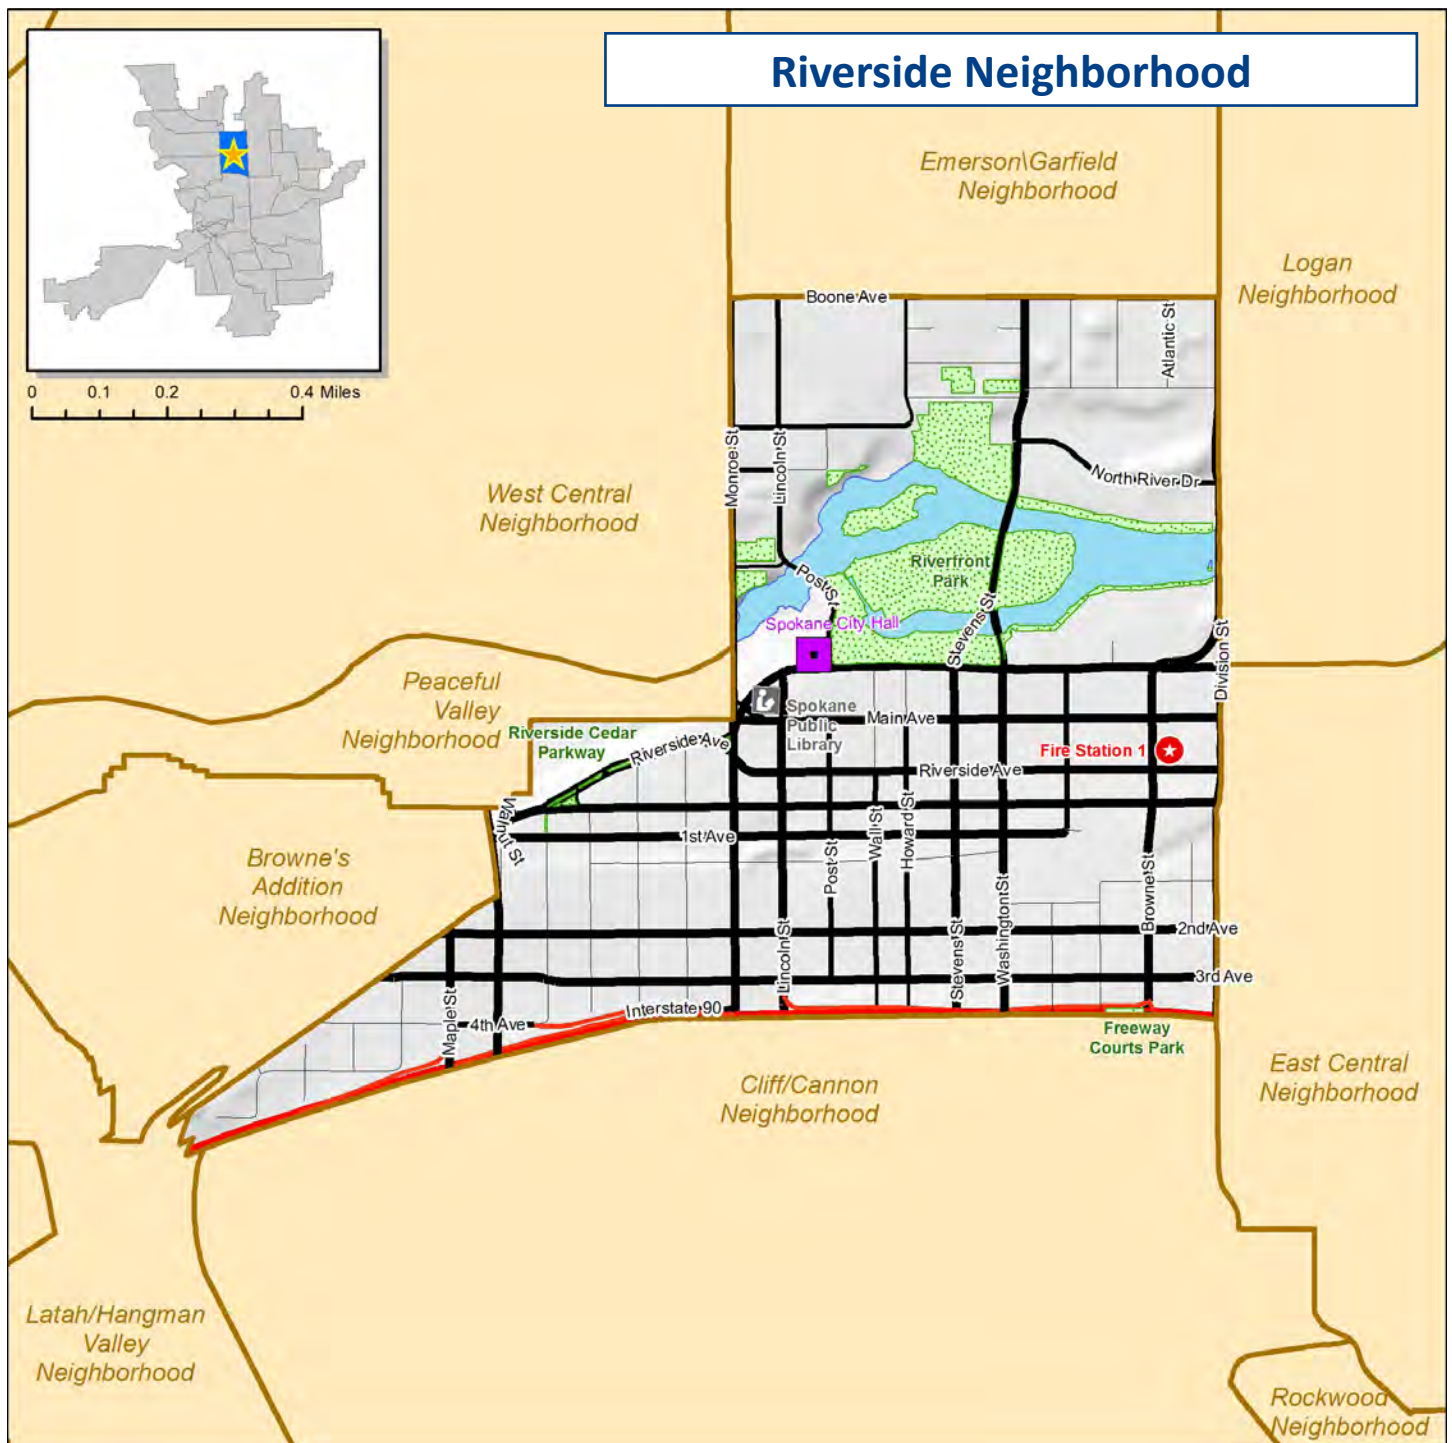 Riverside Neighborhood
Emerson\Garfield
Neighborhood
Logan
Neighborhood
Boone Ave
Atlantic St
0 0.1 0.2 0.4 Miles
Monroe St
Lincoln St
North River Dr
West Central
Neighborhood
Riverfront
Park
Post St
Spokane City Hall
Stevens St
Division St
Peaceful
Valley
Neighborhood
Riverside Cedar
Parkway
Riverside Ave
Spokane
Public
Library
Main Ave
Fire Station 1
Riverside Ave
Walnut St
1st Ave
Post St
Wall St
Howard St
Browne's
Addition
Neighborhood
Lincoln St
Stevens St
Washington St
Browne St
2nd Ave
3rd Ave
Maple St
4th Ave
Interstate 90
Freeway
Courts Park
Cliff/Cannon
Neighborhood
East Central
Neighborhood
Latah/Hangman
Valley
Neighborhood
Rockwood
Neighborhood